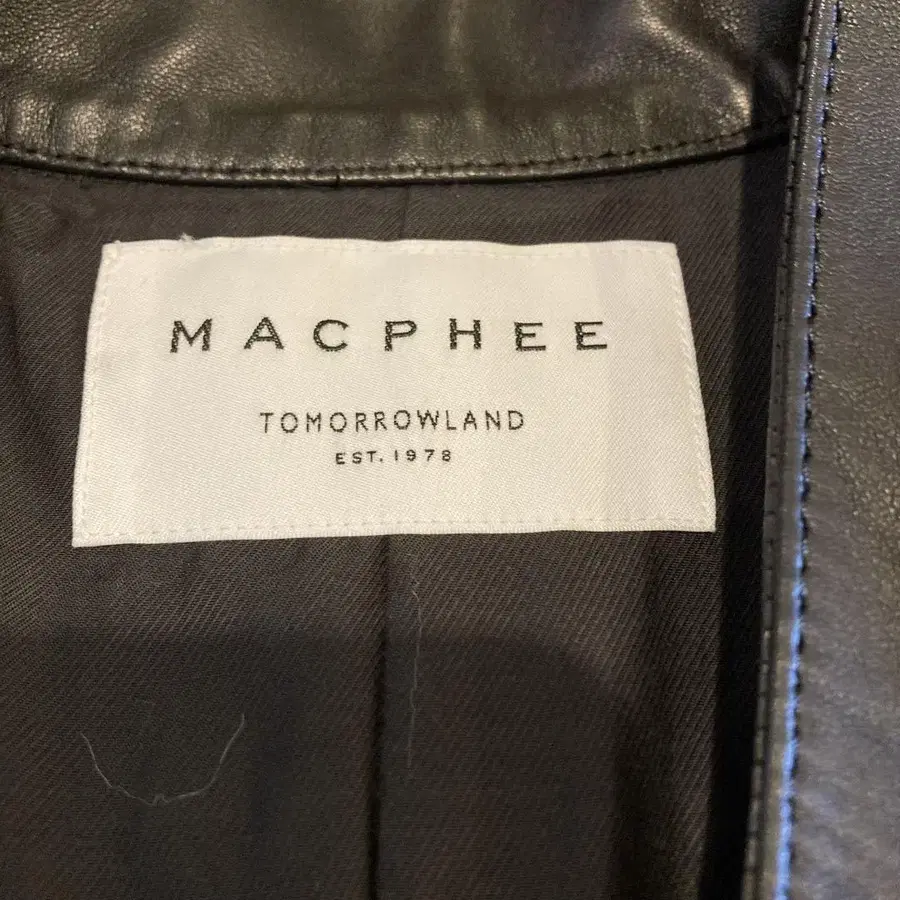 MACPHEE
TOMORROWLAND
EST. 1978